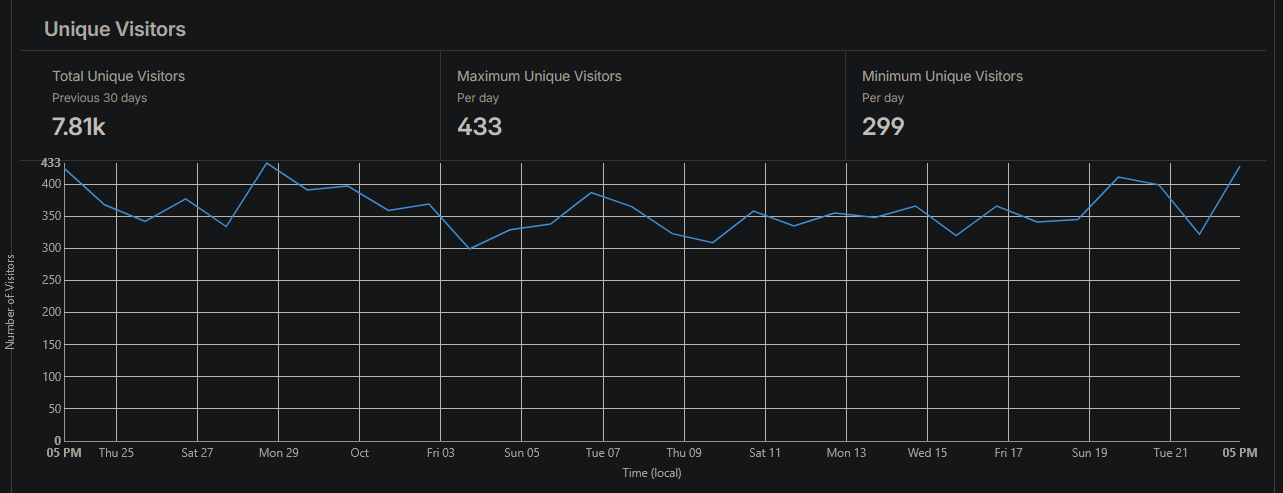 Unique Visitors
Total Unique Visitors
Previous 30 days
7.81k
Maximum Unique Visitors
Per day
433
Minimum Unique Visitors
Per day
299
433
400
350
300
250
200
150
100
50
0
Number of Visitors
05 PM Thu 25 Sat 27 Mon 29 Oct Fri 03 Sun 05 Tue 07 Thu 09 Sat 11 Mon 13 Wed 15 Fri 17 Sun 19 Tue 21 05 PM
Time (local)